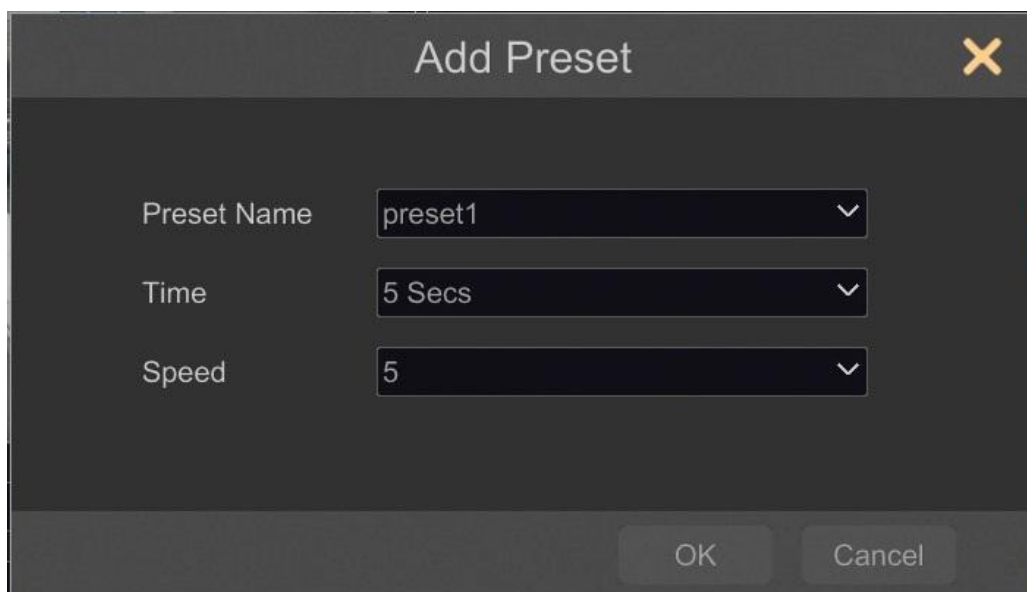 Add Preset
Preset Name preset1
Time 5 Secs
Speed 5
OK Cancel